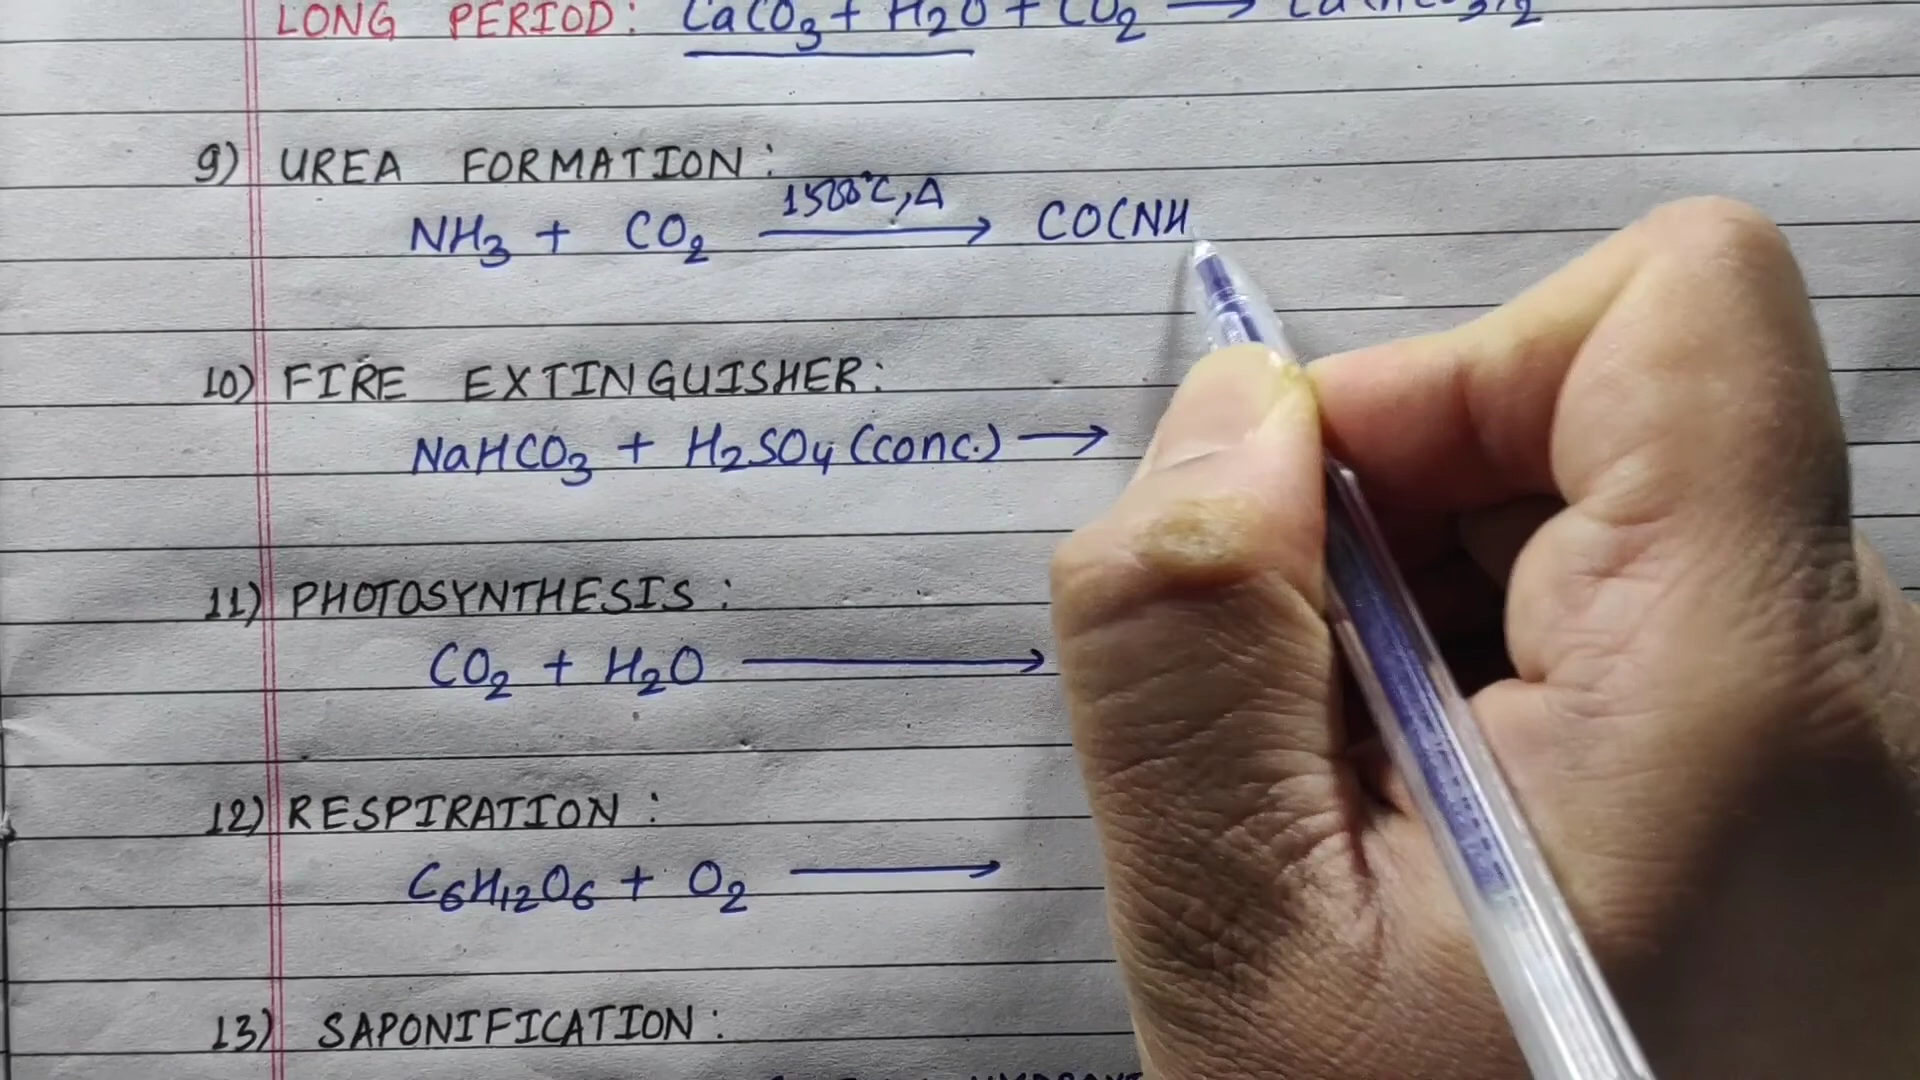 LONG PERIOD: CaCO3 + H2O + CO2 →
9) UREA FORMATION:
1500°C, Δ
NH3 + CO2 → CO(NH
10) FIRE EXTINGUISHER:
NaHCO3 + H2SO4 (conc.) →
11) PHOTOSYNTHESIS:
CO2 + H2O →
12) RESPIRATION:
C6H12O6 + O2 →
13) SAPONIFICATION: